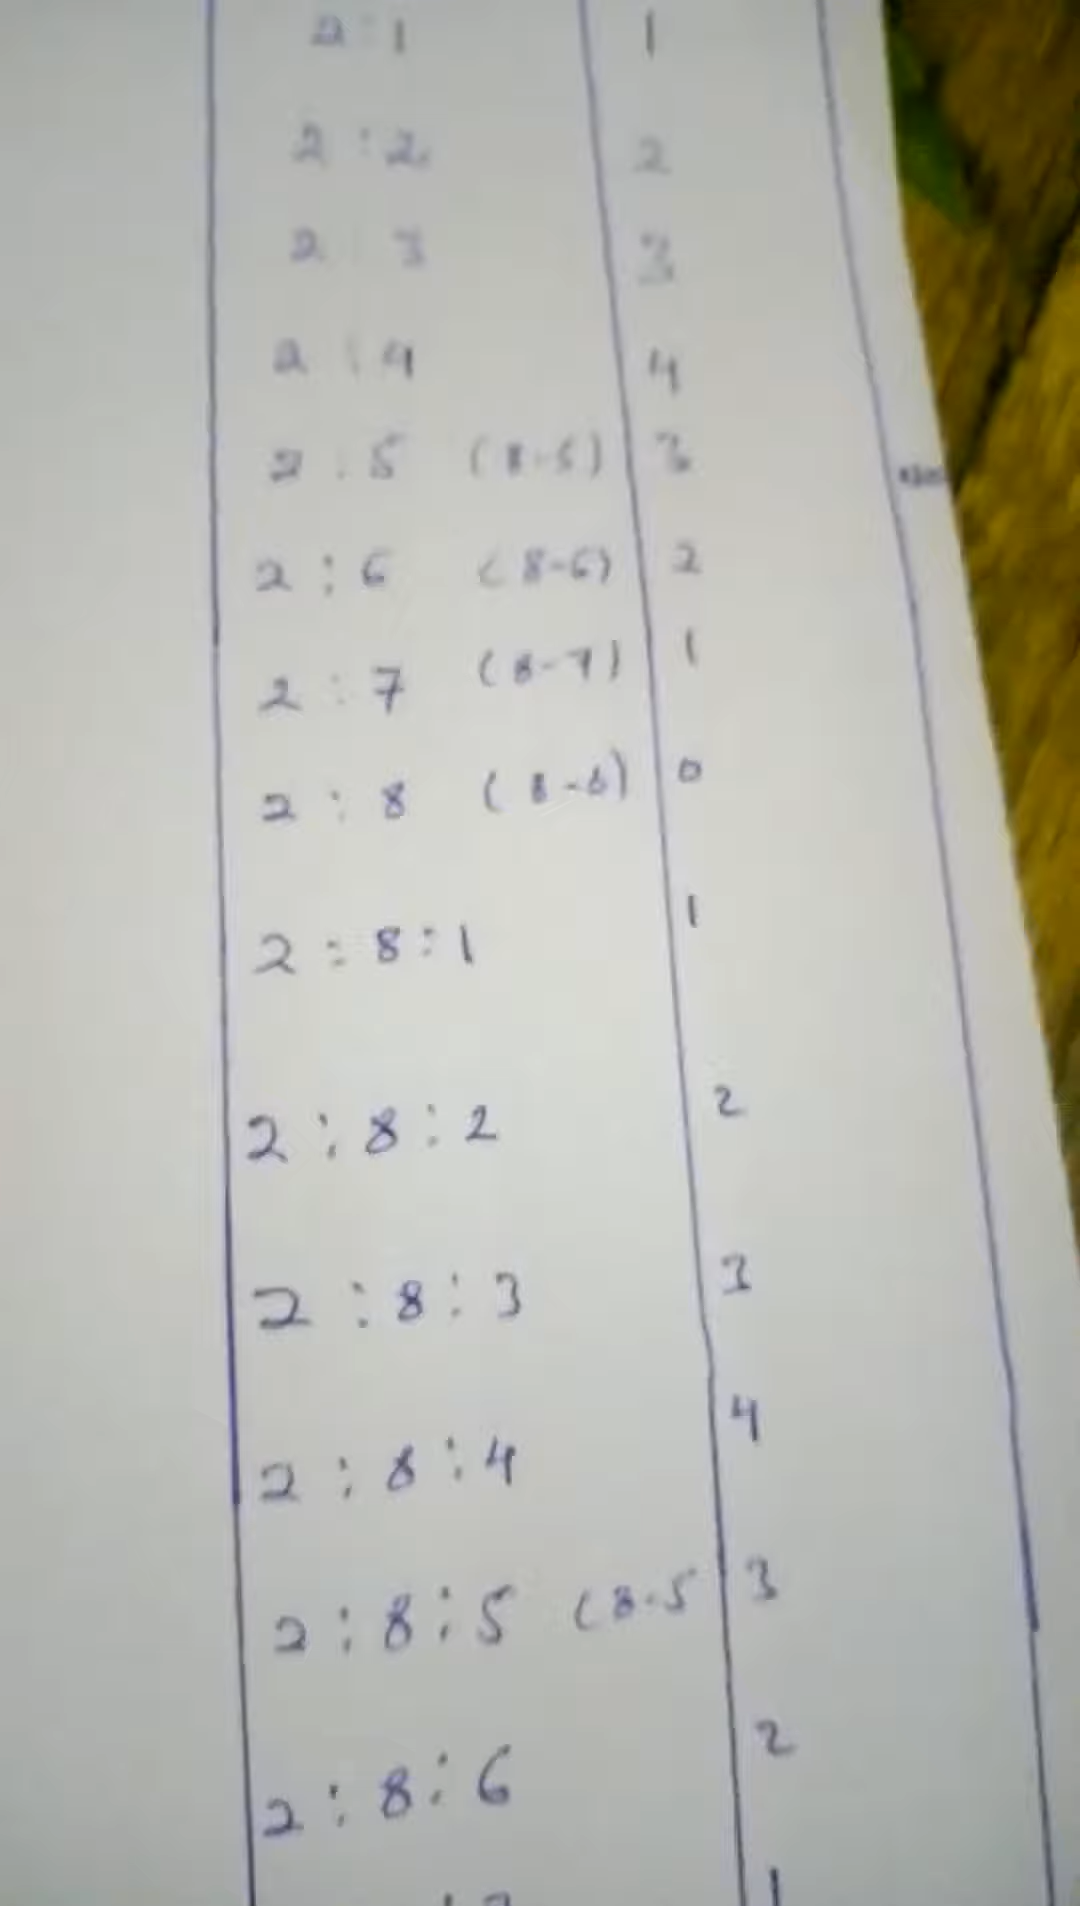 2 : 1 1
2 : 2 2
2 : 3 3
2 : 4 4
2 : 5 (8-5) 3
2 : 6 (8-6) 2
2 : 7 (8-7) 1
2 : 8 (8-8) 0
2 : 8 : 1 1
2 : 8 : 2 2
2 : 8 : 3 3
2 : 8 : 4 4
2 : 8 : 5 (8-5 3
2 : 8 : 6 2
1